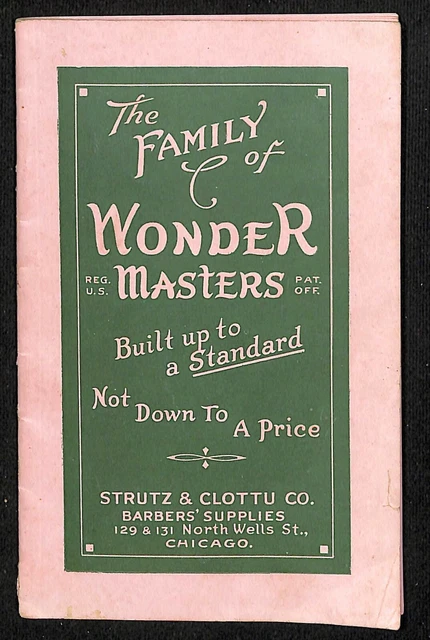 The
FAMILY
of
WONDER
REG. U.S. MASTERS PAT. OFF.
Built up to
a Standard
Not
Down To
A Price
STRUTZ & CLOTTU CO.
BARBERS' SUPPLIES
129 & 131 North Wells St.,
CHICAGO.